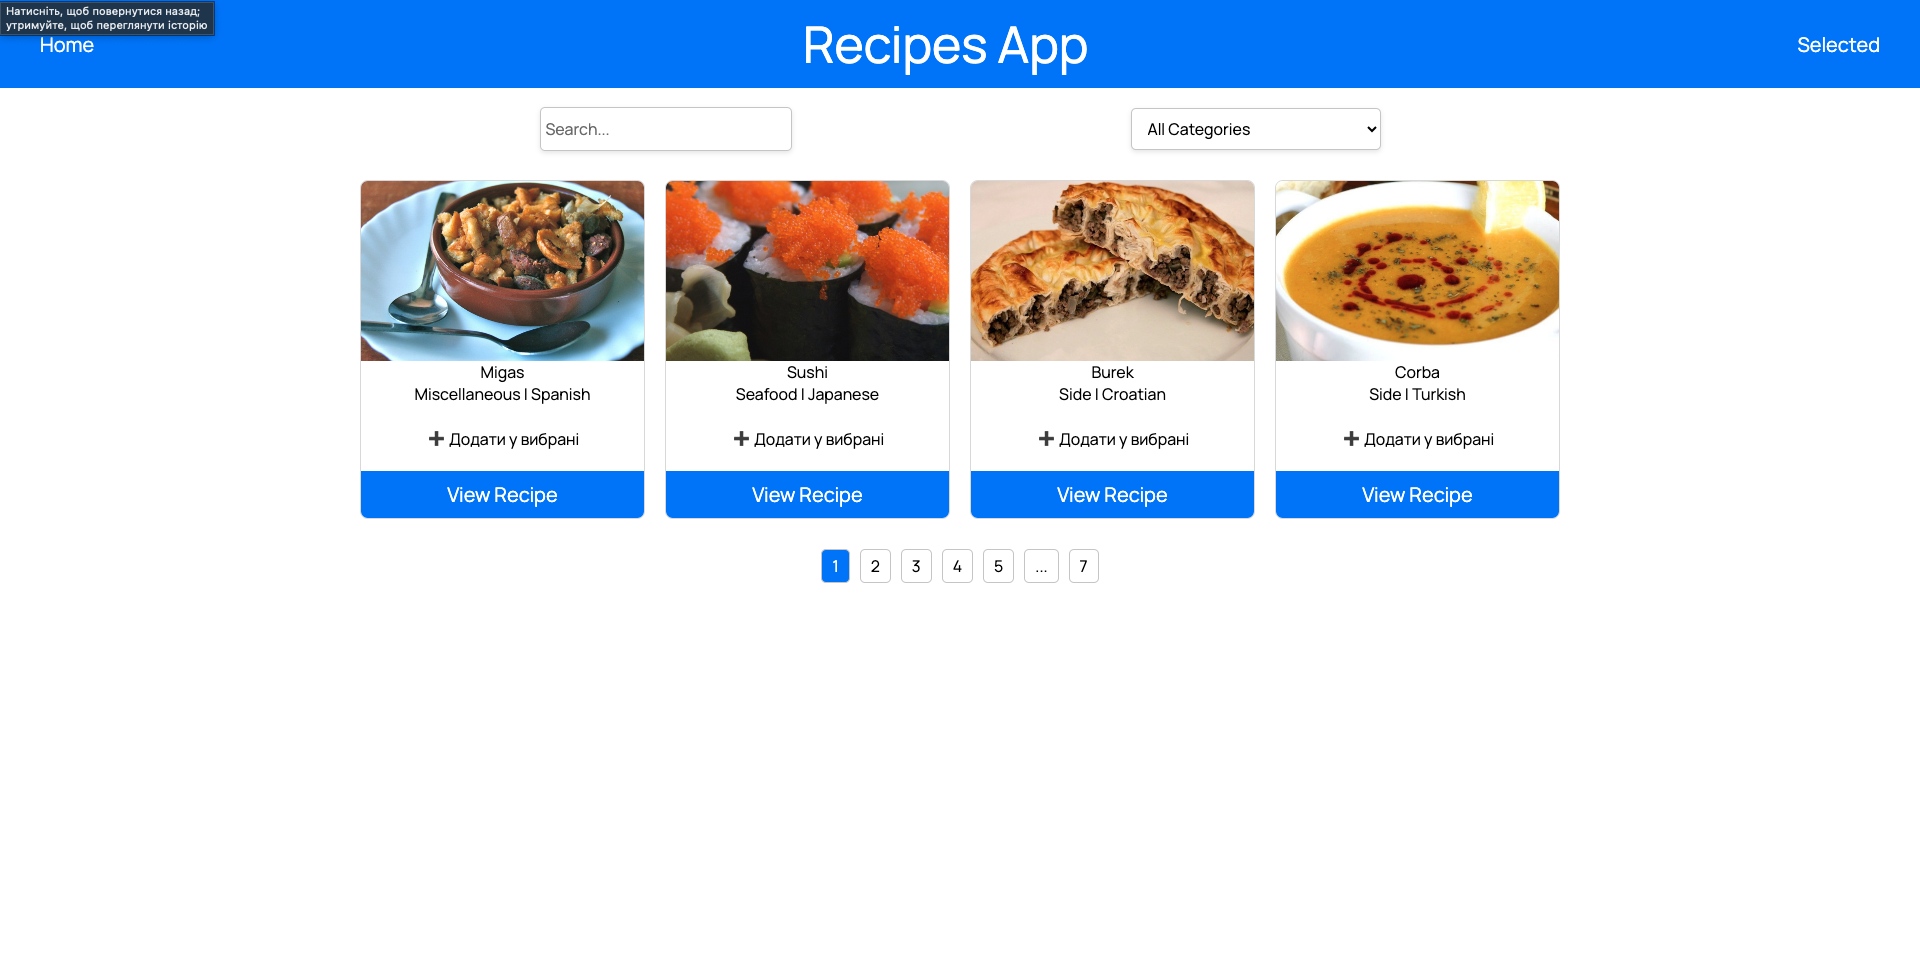 Натисніть, щоб повернутися назад;
утримуйте, щоб переглянути історію
Home
Recipes App
Selected
Search...
All Categories
Migas
Miscellaneous | Spanish
➕ Додати у вибрані
View Recipe
Sushi
Seafood | Japanese
➕ Додати у вибрані
View Recipe
Burek
Side | Croatian
➕ Додати у вибрані
View Recipe
Corba
Side | Turkish
➕ Додати у вибрані
View Recipe
1 2 3 4 5 ... 7